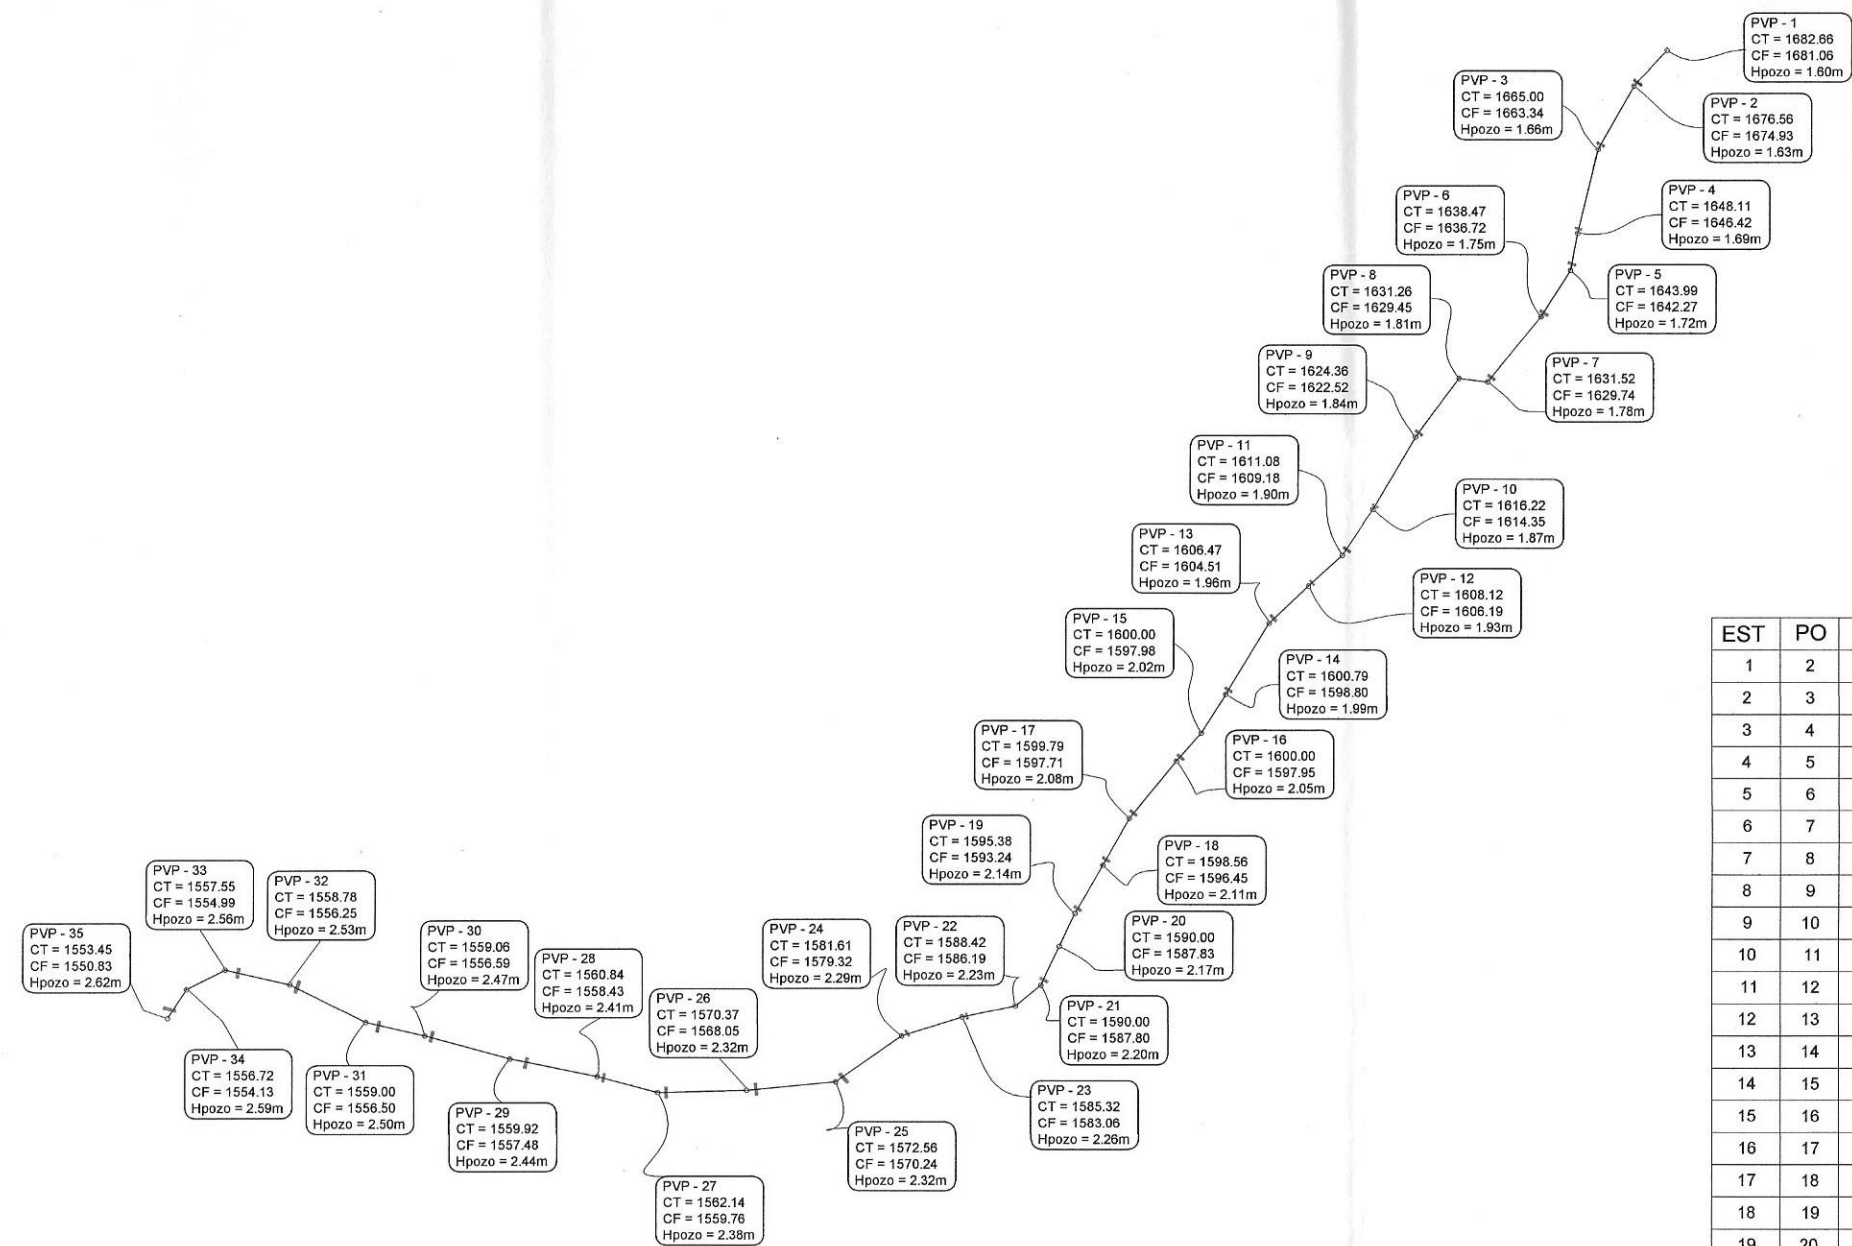 PVP - 1
CT = 1682.66
CF = 1681.06
Hpozo = 1.60m
PVP - 3
CT = 1665.00
CF = 1663.34
Hpozo = 1.66m
PVP - 2
CT = 1676.56
CF = 1674.93
Hpozo = 1.63m
PVP - 6
CT = 1638.47
CF = 1636.72
Hpozo = 1.75m
PVP - 4
CT = 1648.11
CF = 1646.42
Hpozo = 1.69m
PVP - 8
CT = 1631.26
CF = 1629.45
Hpozo = 1.81m
PVP - 5
CT = 1643.99
CF = 1642.27
Hpozo = 1.72m
PVP - 9
CT = 1624.36
CF = 1622.52
Hpozo = 1.84m
PVP - 7
CT = 1631.52
CF = 1629.74
Hpozo = 1.78m
PVP - 11
CT = 1611.08
CF = 1609.18
Hpozo = 1.90m
PVP - 10
CT = 1616.22
CF = 1614.35
Hpozo = 1.87m
PVP - 13
CT = 1606.47
CF = 1604.51
Hpozo = 1.96m
PVP - 12
CT = 1608.12
CF = 1606.19
Hpozo = 1.93m
PVP - 15
CT = 1600.00
CF = 1597.98
Hpozo = 2.02m
PVP - 14
CT = 1600.79
CF = 1598.80
Hpozo = 1.99m
PVP - 17
CT = 1599.79
CF = 1597.71
Hpozo = 2.08m
PVP - 16
CT = 1600.00
CF = 1597.95
Hpozo = 2.05m
PVP - 19
CT = 1595.38
CF = 1593.24
Hpozo = 2.14m
PVP - 18
CT = 1598.56
CF = 1596.45
Hpozo = 2.11m
PVP - 33
CT = 1557.55
CF = 1554.99
Hpozo = 2.56m
PVP - 32
CT = 1558.78
CF = 1556.25
Hpozo = 2.53m
PVP - 35
CT = 1553.45
CF = 1550.83
Hpozo = 2.62m
PVP - 30
CT = 1559.06
CF = 1556.59
Hpozo = 2.47m
PVP - 28
CT = 1560.84
CF = 1558.43
Hpozo = 2.41m
PVP - 24
CT = 1581.61
CF = 1579.32
Hpozo = 2.29m
PVP - 22
CT = 1588.42
CF = 1586.19
Hpozo = 2.23m
PVP - 20
CT = 1590.00
CF = 1587.83
Hpozo = 2.17m
PVP - 26
CT = 1570.37
CF = 1568.05
Hpozo = 2.32m
PVP - 21
CT = 1590.00
CF = 1587.80
Hpozo = 2.20m
PVP - 34
CT = 1556.72
CF = 1554.13
Hpozo = 2.59m
PVP - 31
CT = 1559.00
CF = 1556.50
Hpozo = 2.50m
PVP - 29
CT = 1559.92
CF = 1557.48
Hpozo = 2.44m
PVP - 23
CT = 1585.32
CF = 1583.06
Hpozo = 2.26m
PVP - 25
CT = 1572.56
CF = 1570.24
Hpozo = 2.32m
PVP - 27
CT = 1562.14
CF = 1559.76
Hpozo = 2.38m
EST PO
1 2
2 3
3 4
4 5
5 6
6 7
7 8
8 9
9 10
10 11
11 12
12 13
13 14
14 15
15 16
16 17
17 18
18 19
19 20